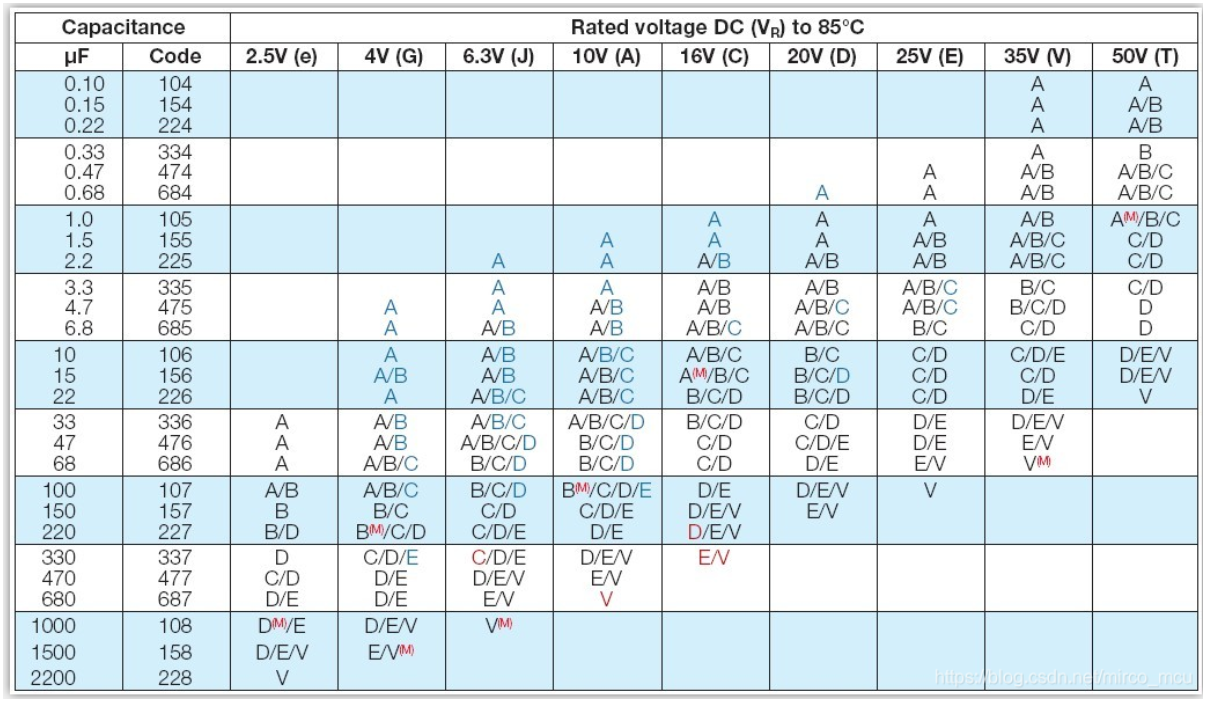 Capacitance Rated voltage DC (VR) to 85°C
µF Code 2.5V (e) 4V (G) 6.3V (J) 10V (A) 16V (C) 20V (D) 25V (E) 35V (V) 50V (T)
0.10 104 A A
0.15 154 A A/B
0.22 224 A A/B
0.33 334 A B
0.47 474 A A/B A/B/C
0.68 684 A A A/B A/B/C
1.0 105 A A A A/B A(M)/B/C
1.5 155 A A A A/B A/B/C C/D
2.2 225 A A A/B A/B A/B A/B/C C/D
3.3 335 A A A/B A/B A/B/C B/C C/D
4.7 475 A A A/B A/B A/B/C A/B/C B/C/D D
6.8 685 A A/B A/B A/B/C A/B/C B/C C/D D
10 106 A A/B A/B/C A/B/C B/C C/D C/D/E D/E/V
15 156 A/B A/B A/B/C A(M)/B/C B/C/D C/D C/D D/E/V
22 226 A A/B/C A/B/C B/C/D B/C/D C/D D/E V
33 336 A A/B A/B/C A/B/C/D B/C/D C/D D/E D/E/V
47 476 A A/B A/B/C/D B/C/D C/D C/D/E D/E E/V
68 686 A A/B/C B/C/D B/C/D C/D D/E E/V V(M)
100 107 A/B A/B/C B/C/D B(M)/C/D/E D/E D/E/V V
150 157 B B/C C/D C/D/E D/E/V E/V
220 227 B/D B(M)/C/D C/D/E D/E D/E/V
330 337 D C/D/E C/D/E D/E/V E/V
470 477 C/D D/E D/E/V E/V
680 687 D/E D/E E/V V
1000 108 D(M)/E D/E/V V(M)
1500 158 D/E/V E/V(M)
2200 228 V
https://blog.csdn.net/mirco_mcu